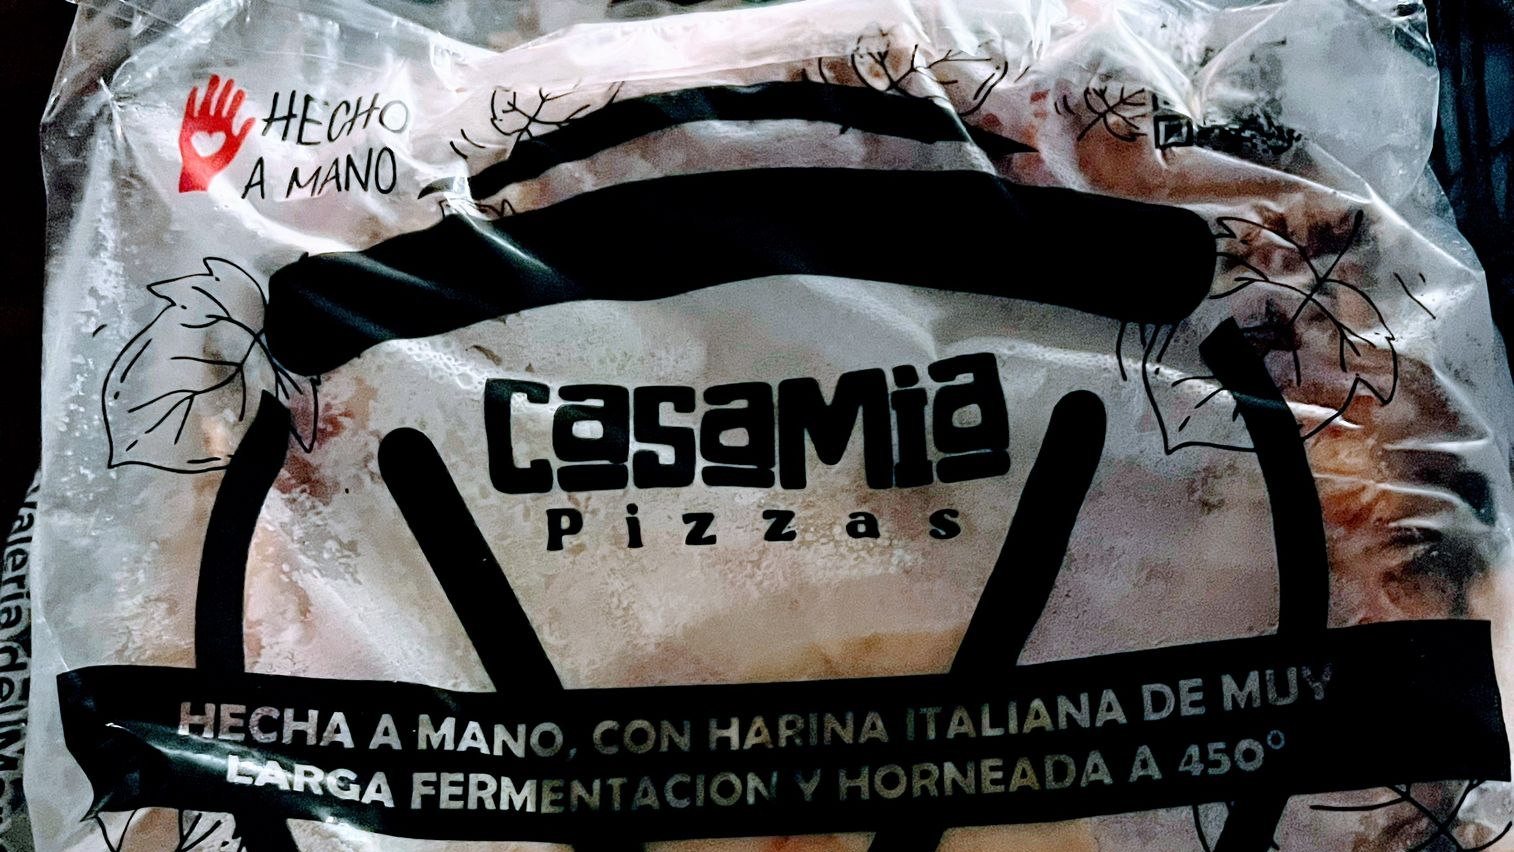 HECHO
A MANO
CASAMIA
Pizzas
HECHA A MANO, CON HARINA ITALIANA DE MUY
LARGA FERMENTACION Y HORNEADA A 450°